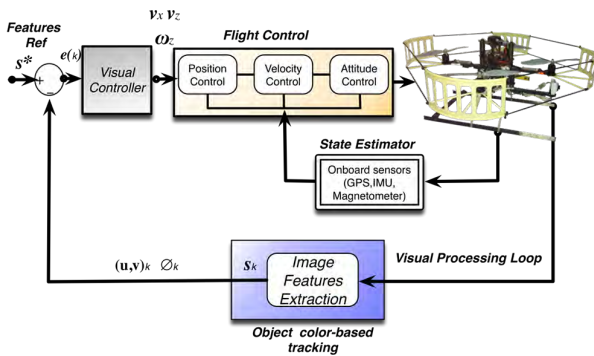 Features
Ref
s*
e(k)
+
−
Visual
Controller
vx vz
ωz
Flight Control
Position
Control
Velocity
Control
Attitude
Control
State Estimator
Onboard sensors
(GPS,IMU,
Magnetometer)
Visual Processing Loop
(u,v)k ∅k
sk
Image
Features
Extraction
Object color-based
tracking